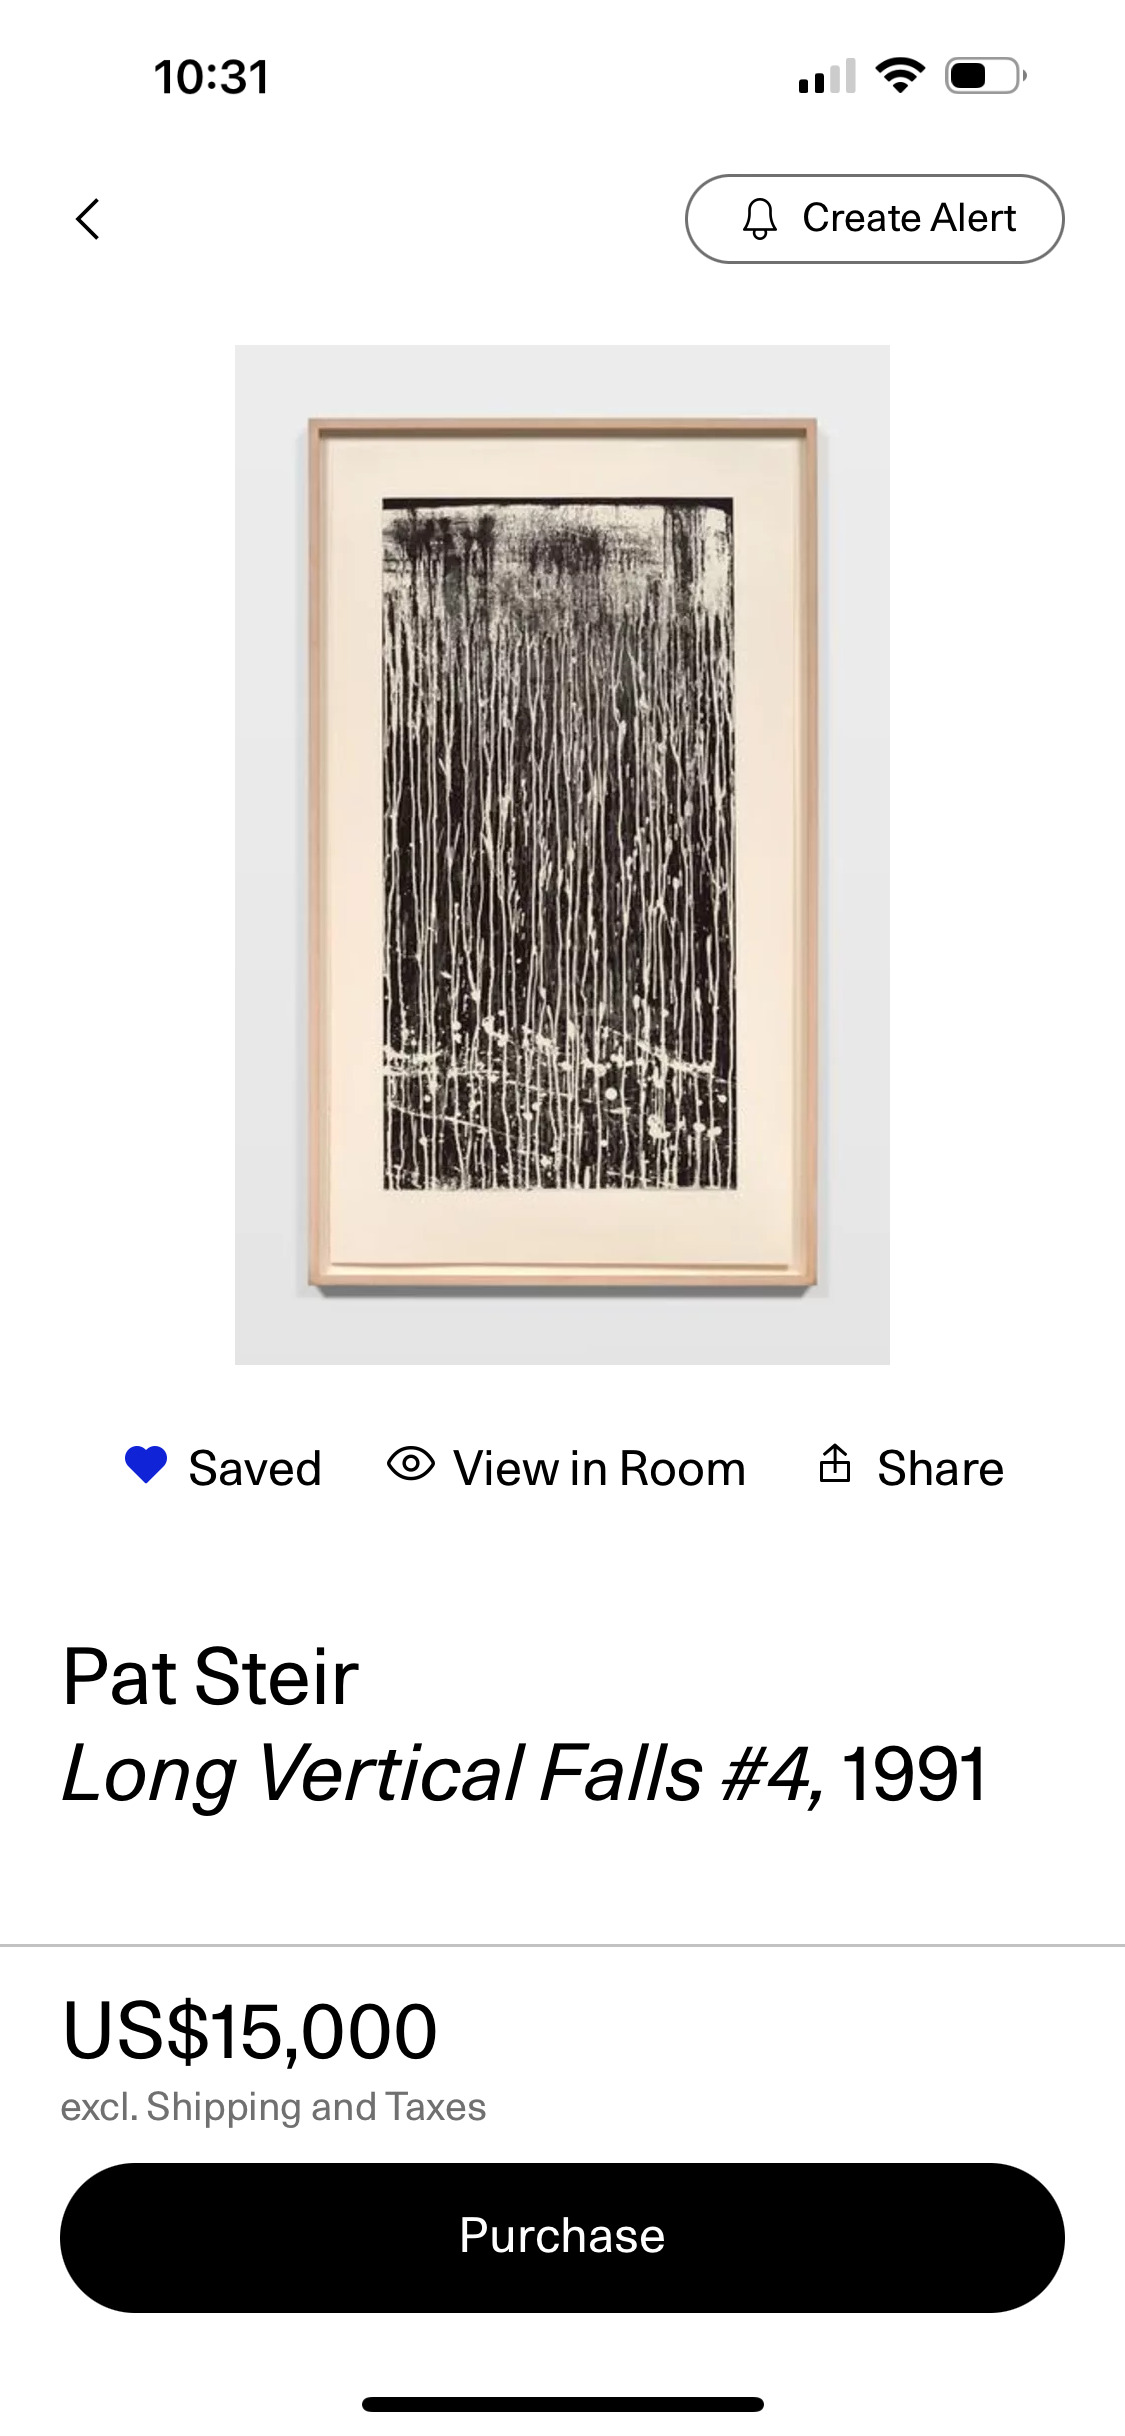 10:31
Create Alert
Saved View in Room Share
Pat Steir
Long Vertical Falls #4, 1991
US$15,000
excl. Shipping and Taxes
Purchase